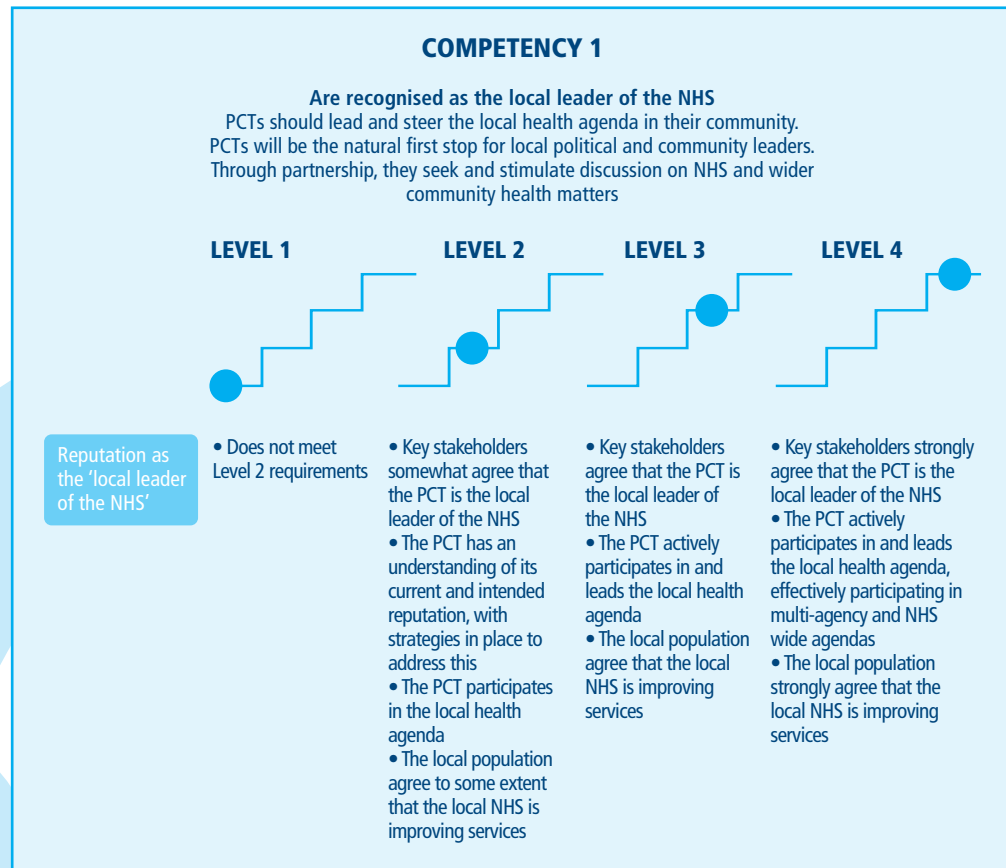 COMPETENCY 1
Are recognised as the local leader of the NHS
PCTs should lead and steer the local health agenda in their community.
PCTs will be the natural first stop for local political and community leaders.
Through partnership, they seek and stimulate discussion on NHS and wider
community health matters
LEVEL 1
LEVEL 2
LEVEL 3
LEVEL 4
Reputation as
the ‘local leader
of the NHS’
• Does not meet
Level 2 requirements
• Key stakeholders
somewhat agree that
the PCT is the local
leader of the NHS
• The PCT has an
understanding of its
current and intended
reputation, with
strategies in place to
address this
• The PCT participates
in the local health
agenda
• The local population
agree to some extent
that the local NHS is
improving services
• Key stakeholders
agree that the PCT is
the local leader of
the NHS
• The PCT actively
participates in and
leads the local health
agenda
• The local population
agree that the local
NHS is improving
services
• Key stakeholders strongly
agree that the PCT is the
local leader of the NHS
• The PCT actively
participates in and leads
the local health agenda,
effectively participating in
multi-agency and NHS
wide agendas
• The local population
strongly agree that the
local NHS is improving
services